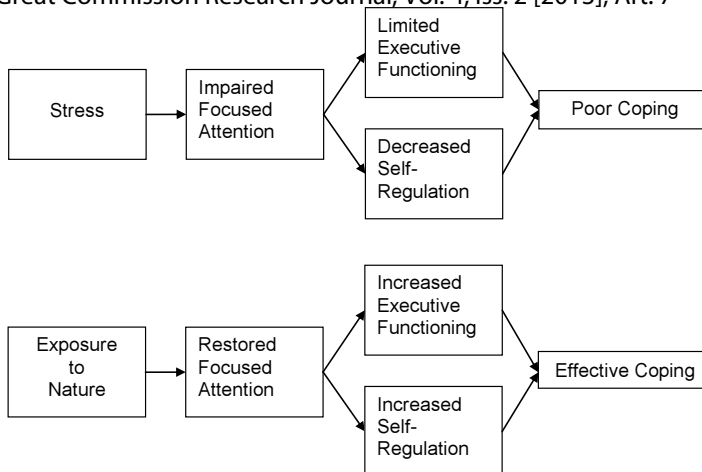 Great Commission Research Journal, Vol. 4, Iss. 2 [2013], Art. 7
Stress
Impaired
Focused
Attention
Limited
Executive
Functioning
Decreased
Self-
Regulation
Poor Coping
Exposure
to
Nature
Restored
Focused
Attention
Increased
Executive
Functioning
Increased
Self-
Regulation
Effective Coping